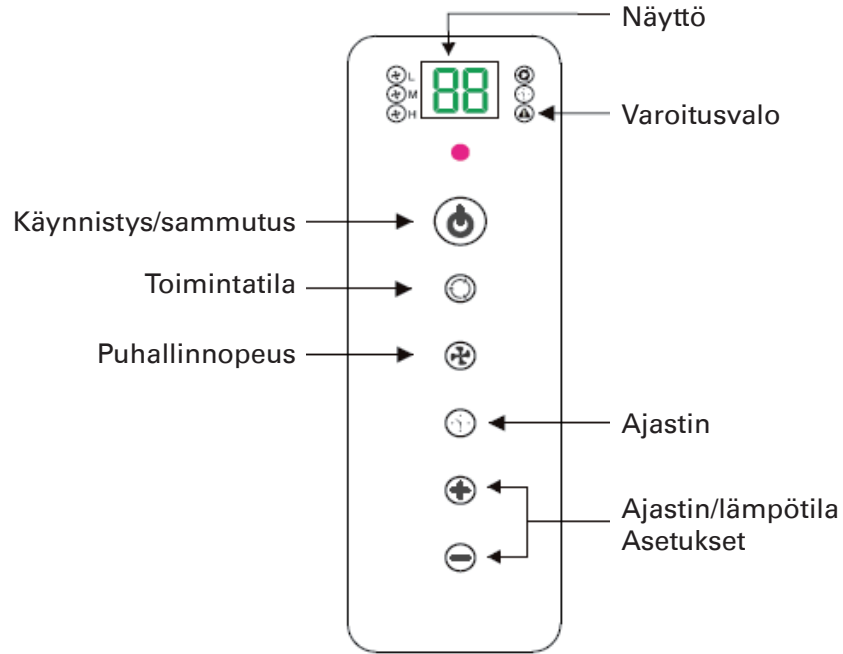 Näyttö
L
M
H
88
Varoitusvalo
Käynnistys/sammutus
Toimintatila
Puhallinnopeus
Ajastin
Ajastin/lämpötila
Asetukset